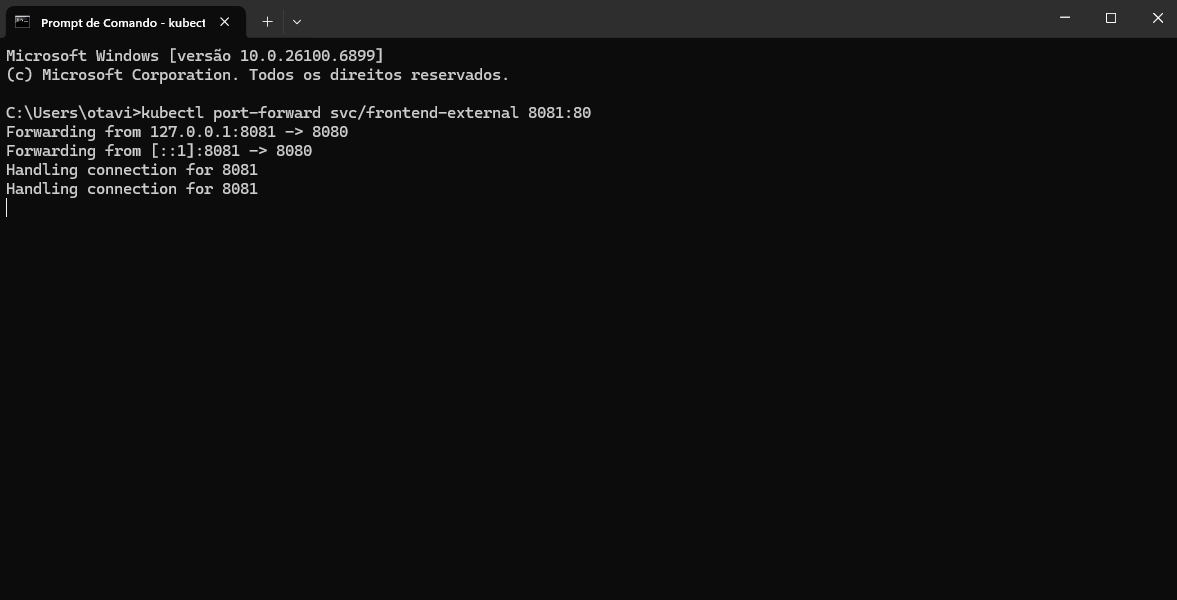 Prompt de Comando - kubect
Microsoft Windows [versão 10.0.26100.6899]
(c) Microsoft Corporation. Todos os direitos reservados.
C:\Users\otavi>kubectl port-forward svc/frontend-external 8081:80
Forwarding from 127.0.0.1:8081 -> 8080
Forwarding from [::1]:8081 -> 8080
Handling connection for 8081
Handling connection for 8081